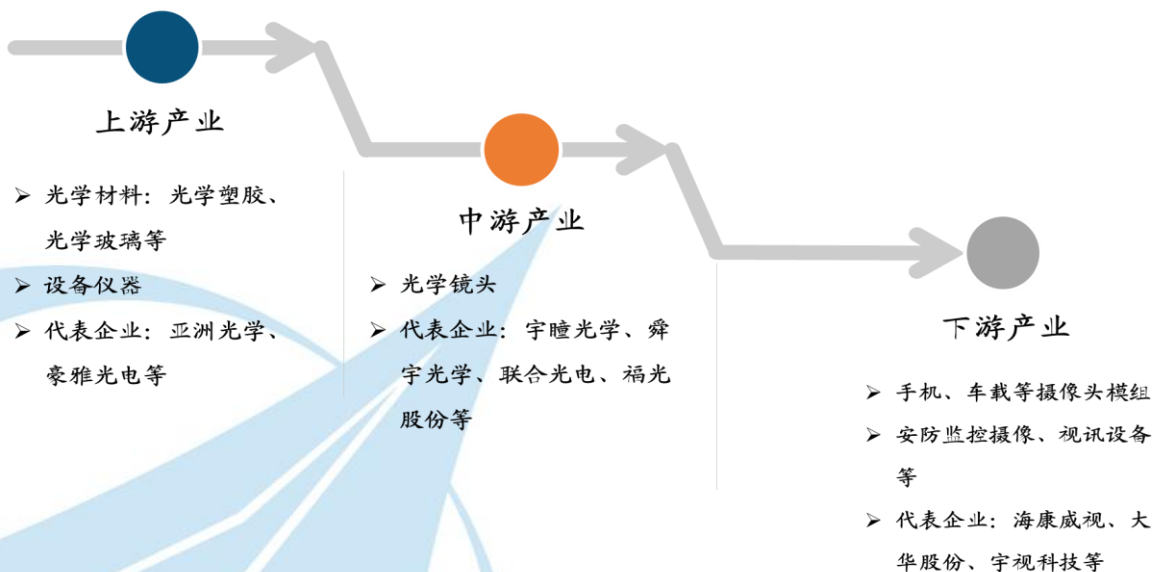 上游产业
➢ 光学材料：光学塑胶、
光学玻璃等
➢ 设备仪器
➢ 代表企业：亚洲光学、
豪雅光电等
中游产业
➢ 光学镜头
➢ 代表企业：宇瞳光学、舜
宇光学、联合光电、福光
股份等
下游产业
➢ 手机、车载等摄像头模组
➢ 安防监控摄像、视讯设备
等
➢ 代表企业：海康威视、大
华股份、宇视科技等